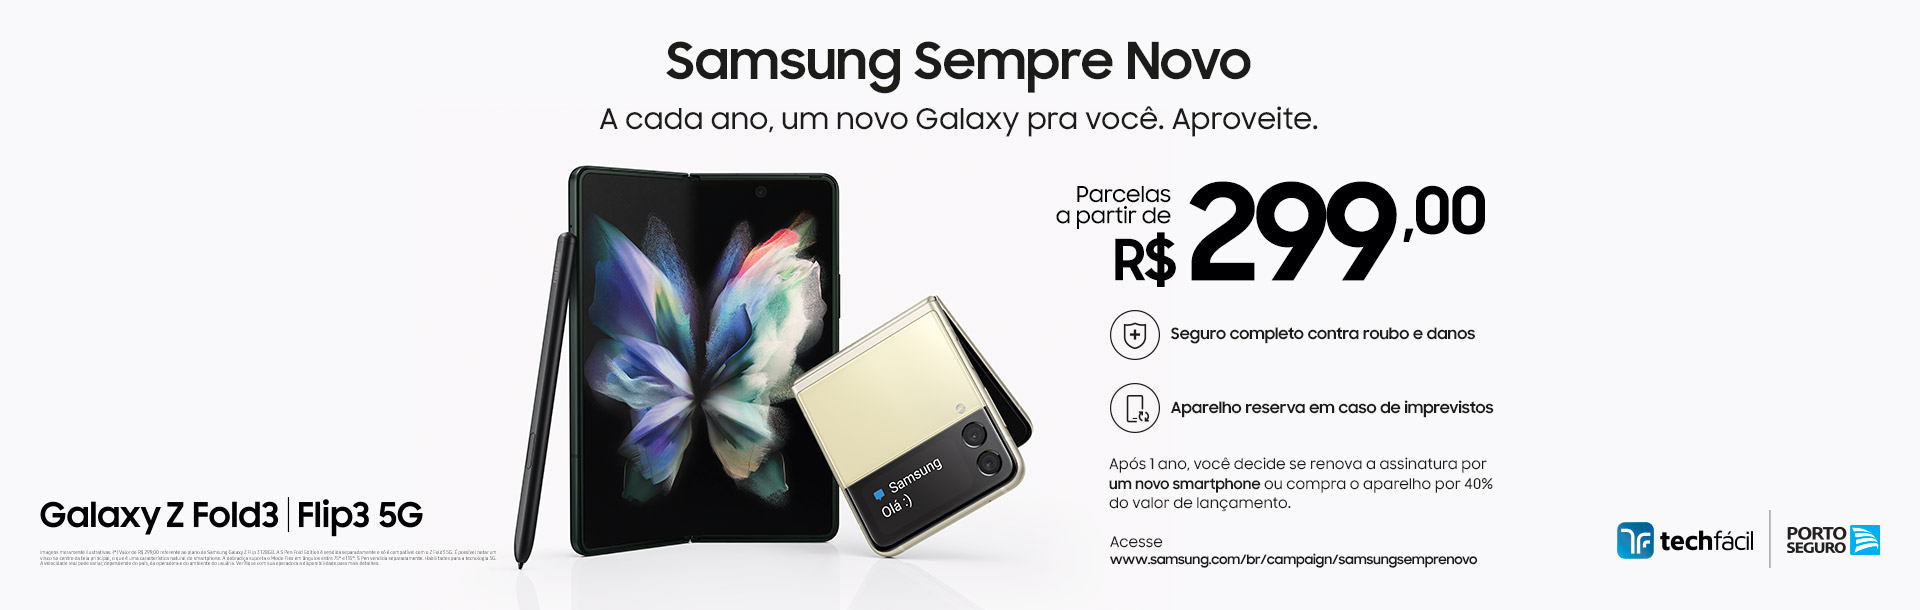 Samsung Sempre Novo
A cada ano, um novo Galaxy pra você. Aproveite.
Parcelas
a partir de
R$ 299,00
Seguro completo contra roubo e danos
Aparelho reserva em caso de imprevistos
Após 1 ano, você decide se renova a assinatura por
um novo smartphone ou compra o aparelho por 40%
do valor de lançamento.
Acesse
www.samsung.com/br/campaign/samsungsemprenovo
Samsung
Olá :)
Galaxy Z Fold3 | Flip3 5G
techfácil
PORTO
SEGURO